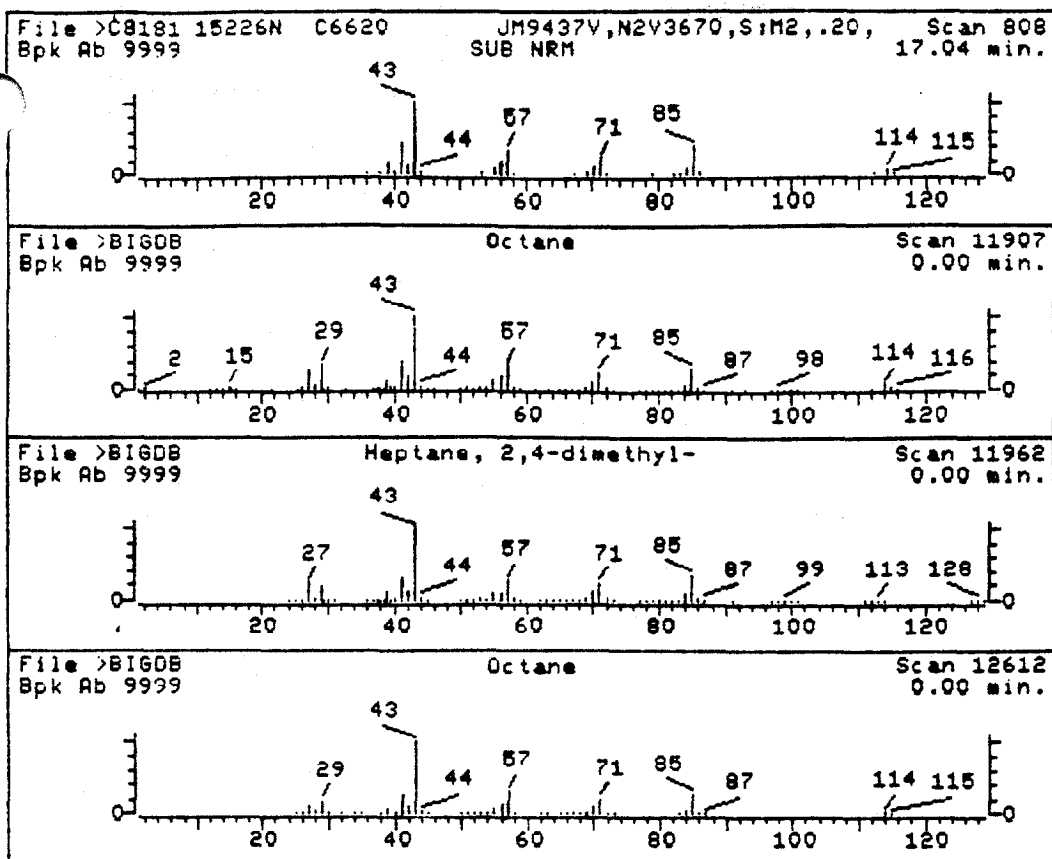 File >C8181 15226N C6620 JM9437V,N2V3670,S:M2,.20, Scan 808
Bpk Ab 9999 SUB NRM 17.04 min.
43
57
71
85
44
114 115
0 0
20 40 60 80 100 120
File >BIGDB Octane Scan 11907
Bpk Ab 9999 0.00 min.
43
29
57
71
85
2 15 44 87 98 114 116
0 0
20 40 60 80 100 120
File >BIGDB Heptane, 2,4-dimethyl- Scan 11962
Bpk Ab 9999 0.00 min.
43
27 57 71 85
44 87 99 113 128
0 0
20 40 60 80 100 120
File >BIGDB Octane Scan 12612
Bpk Ab 9999 0.00 min.
43
29 44 57 71 85 87 114 115
0 0
20 40 60 80 100 120